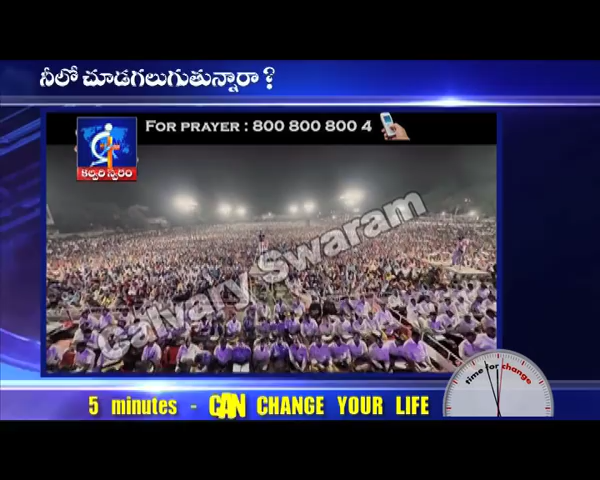 నీలో చూడగలుగుతున్నారా ?
FOR PRAYER : 800 800 800 4
కల్వరి స్వరం
Calvary Swaram
time for change
5 minutes - CAN CHANGE YOUR LIFE